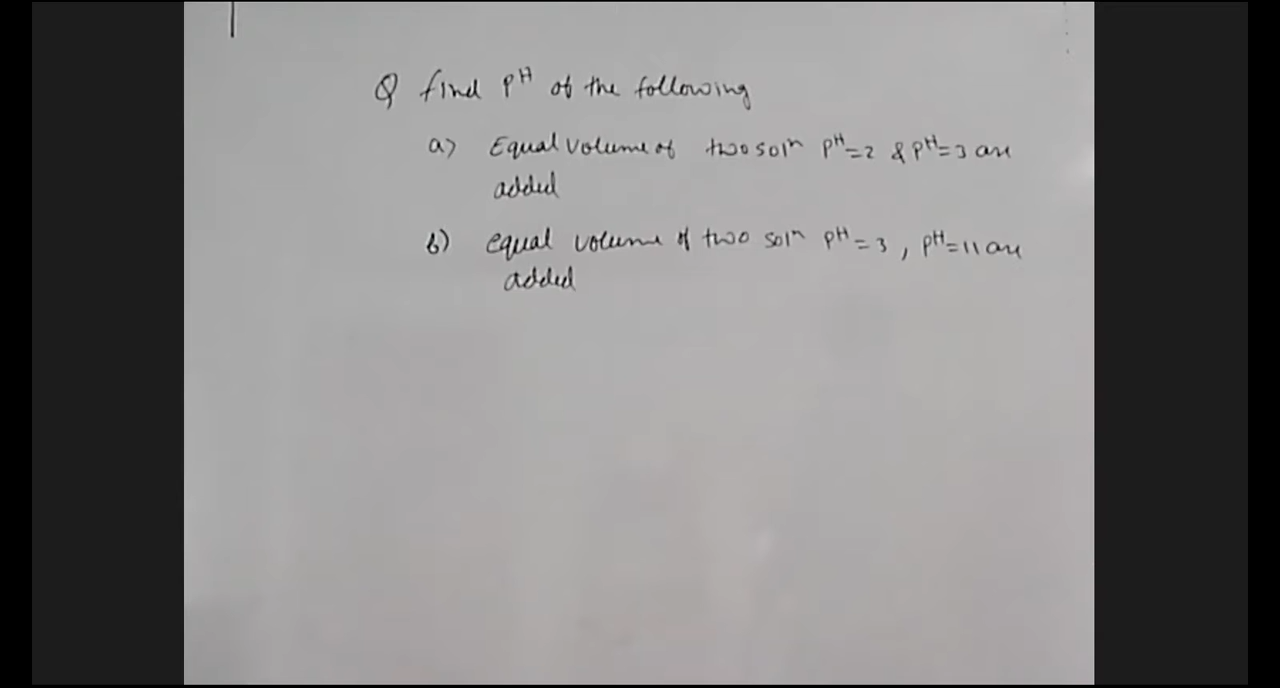 Q find pH of the following
a) Equal volume of two soln pH=2 & pH=3 are
added
b) equal volume of two soln pH=3, pH=11 are
added